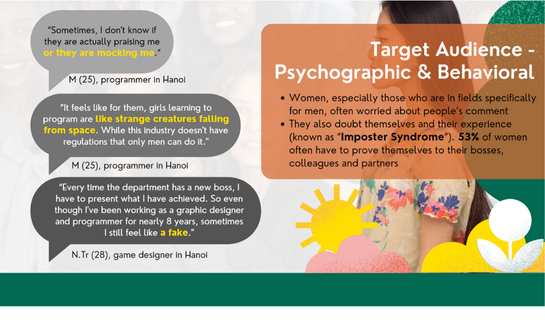 "Sometimes, I don't know if
they are actually praising me
or they are mocking me."
M (25), programmer in Hanoi
"It feels like for them, girls learning to
program are like strange creatures falling
from space. While this industry doesn't have
regulations that only men can do it."
M (25), programmer in Hanoi
"Every time the department has a new boss, I
have to present what I have achieved. So even
though I've been working as a graphic designer
and programmer for nearly 8 years, sometimes
I still feel like a fake."
N.Tr (28), game designer in Hanoi
Target Audience -
Psychographic & Behavioral
• Women, especially those who are in fields specifically
for men, often worried about people's comment
• They also doubt themselves and their experience
(known as "Imposter Syndrome"). 53% of women
often have to prove themselves to their bosses,
colleagues and partners